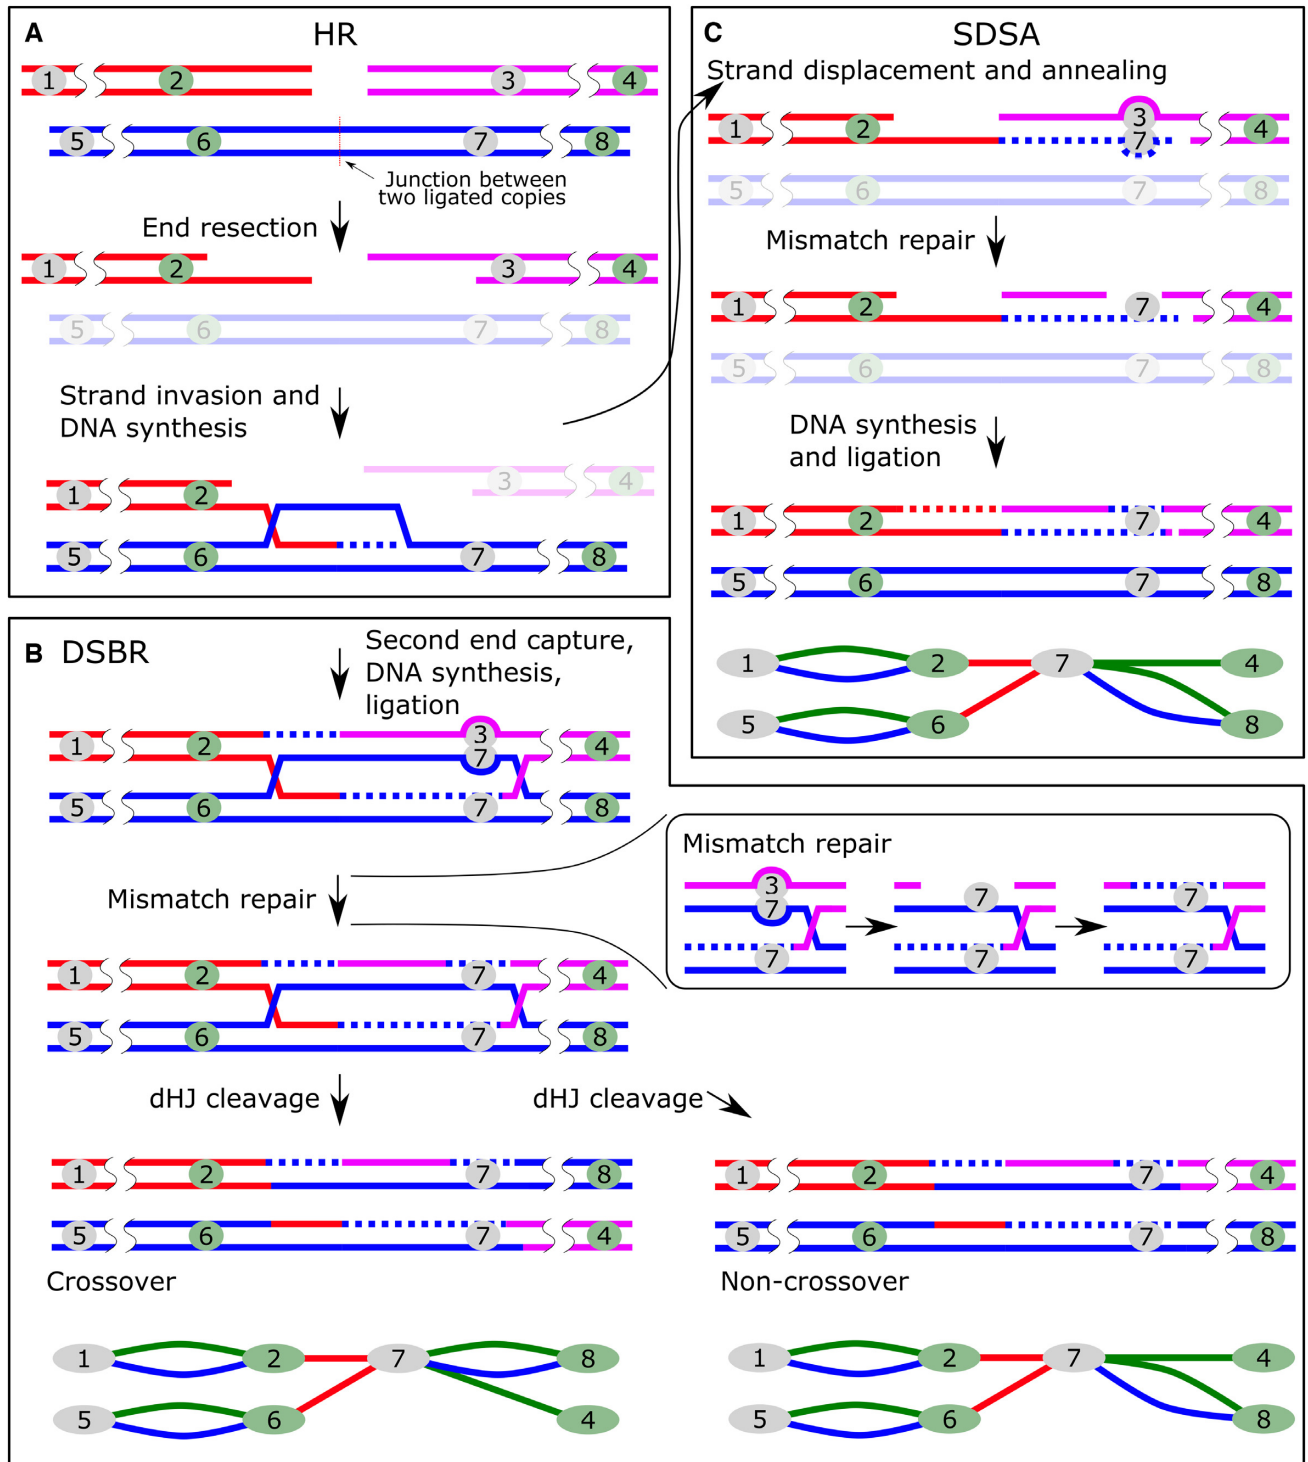 A
HR
1 2 3 4
5 6 7 8
Junction between
two ligated copies
End resection
1 2 3 4
5 6 7 8
Strand invasion and
DNA synthesis
3 4
1 2
5 6 7 8
B DSBR
Second end capture,
DNA synthesis,
ligation
1 2 3 4
7
5 6 7 8
Mismatch repair
1 2 7 4
5 6 7 8
dHJ cleavage
1 2 7 8
5 6 7 4
Crossover
1 2 7 8
5 6 4
Mismatch repair
3
7 7 7
7 7 7
dHJ cleavage
1 2 7 4
5 6 7 8
Non-crossover
1 2 7 4
5 6 8
C
SDSA
Strand displacement and annealing
3
1 2 7 4
5 6 7 8
Mismatch repair
1 2 7 4
5 6 7 8
DNA synthesis
and ligation
1 2 7 4
5 6 7 8
1 2 7 4
5 6 8